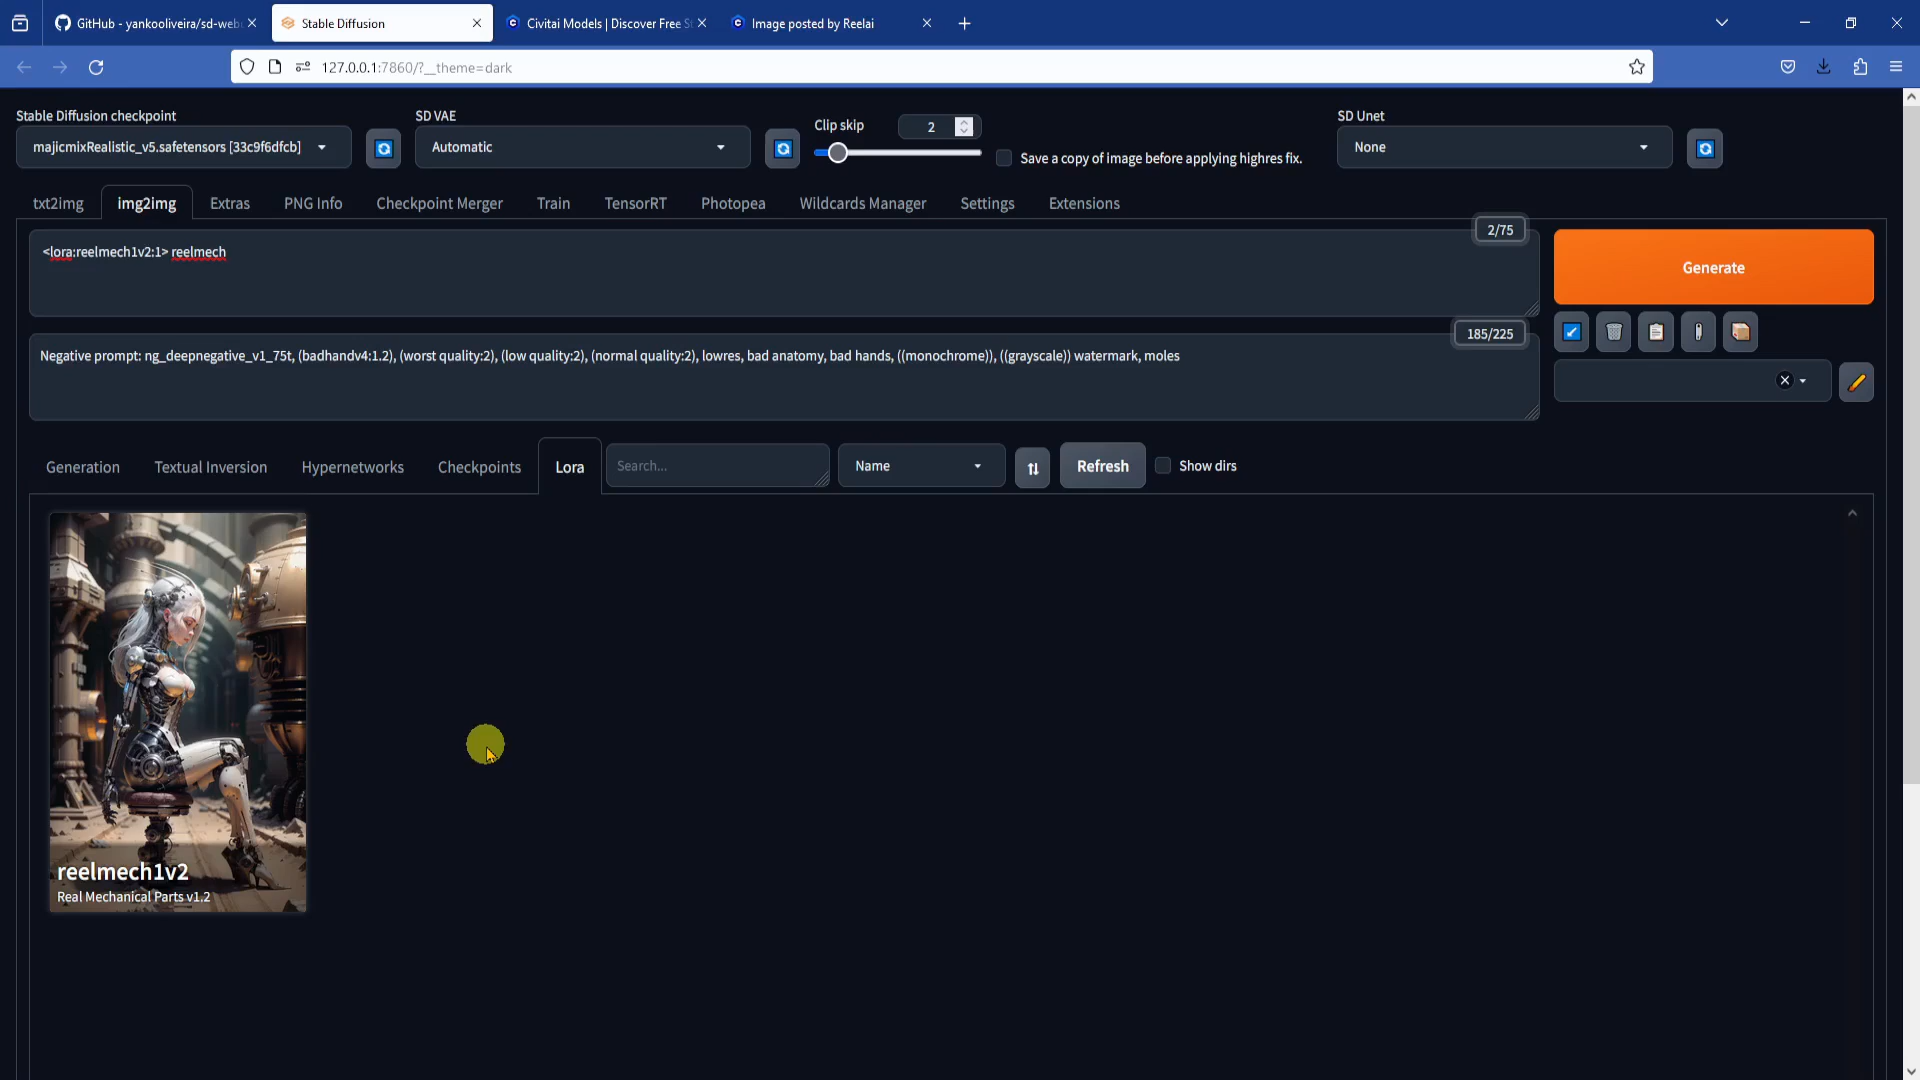 GitHub - yankooliveira/sd-web
Stable Diffusion
Civitai Models | Discover Free S
Image posted by Reelai
127.0.0.1:7860/?__theme=dark
Stable Diffusion checkpoint
SD VAE
Clip skip
2
SD Unet
majicmixRealistic_v5.safetensors [33c9f6dfcb]
Automatic
Save a copy of image before applying highres fix.
None
txt2img
img2img
Extras
PNG Info
Checkpoint Merger
Train
TensorRT
Photopea
Wildcards Manager
Settings
Extensions
2/75
<lora:reelmech1v2:1> reelmech
Generate
185/225
Negative prompt: ng_deepnegative_v1_75t, (badhandv4:1.2), (worst quality:2), (low quality:2), (normal quality:2), lowres, bad anatomy, bad hands, ((monochrome)), ((grayscale)) watermark, moles
Generation
Textual Inversion
Hypernetworks
Checkpoints
Lora
Search...
Name
Refresh
Show dirs
reelmech1v2
Real Mechanical Parts v1.2